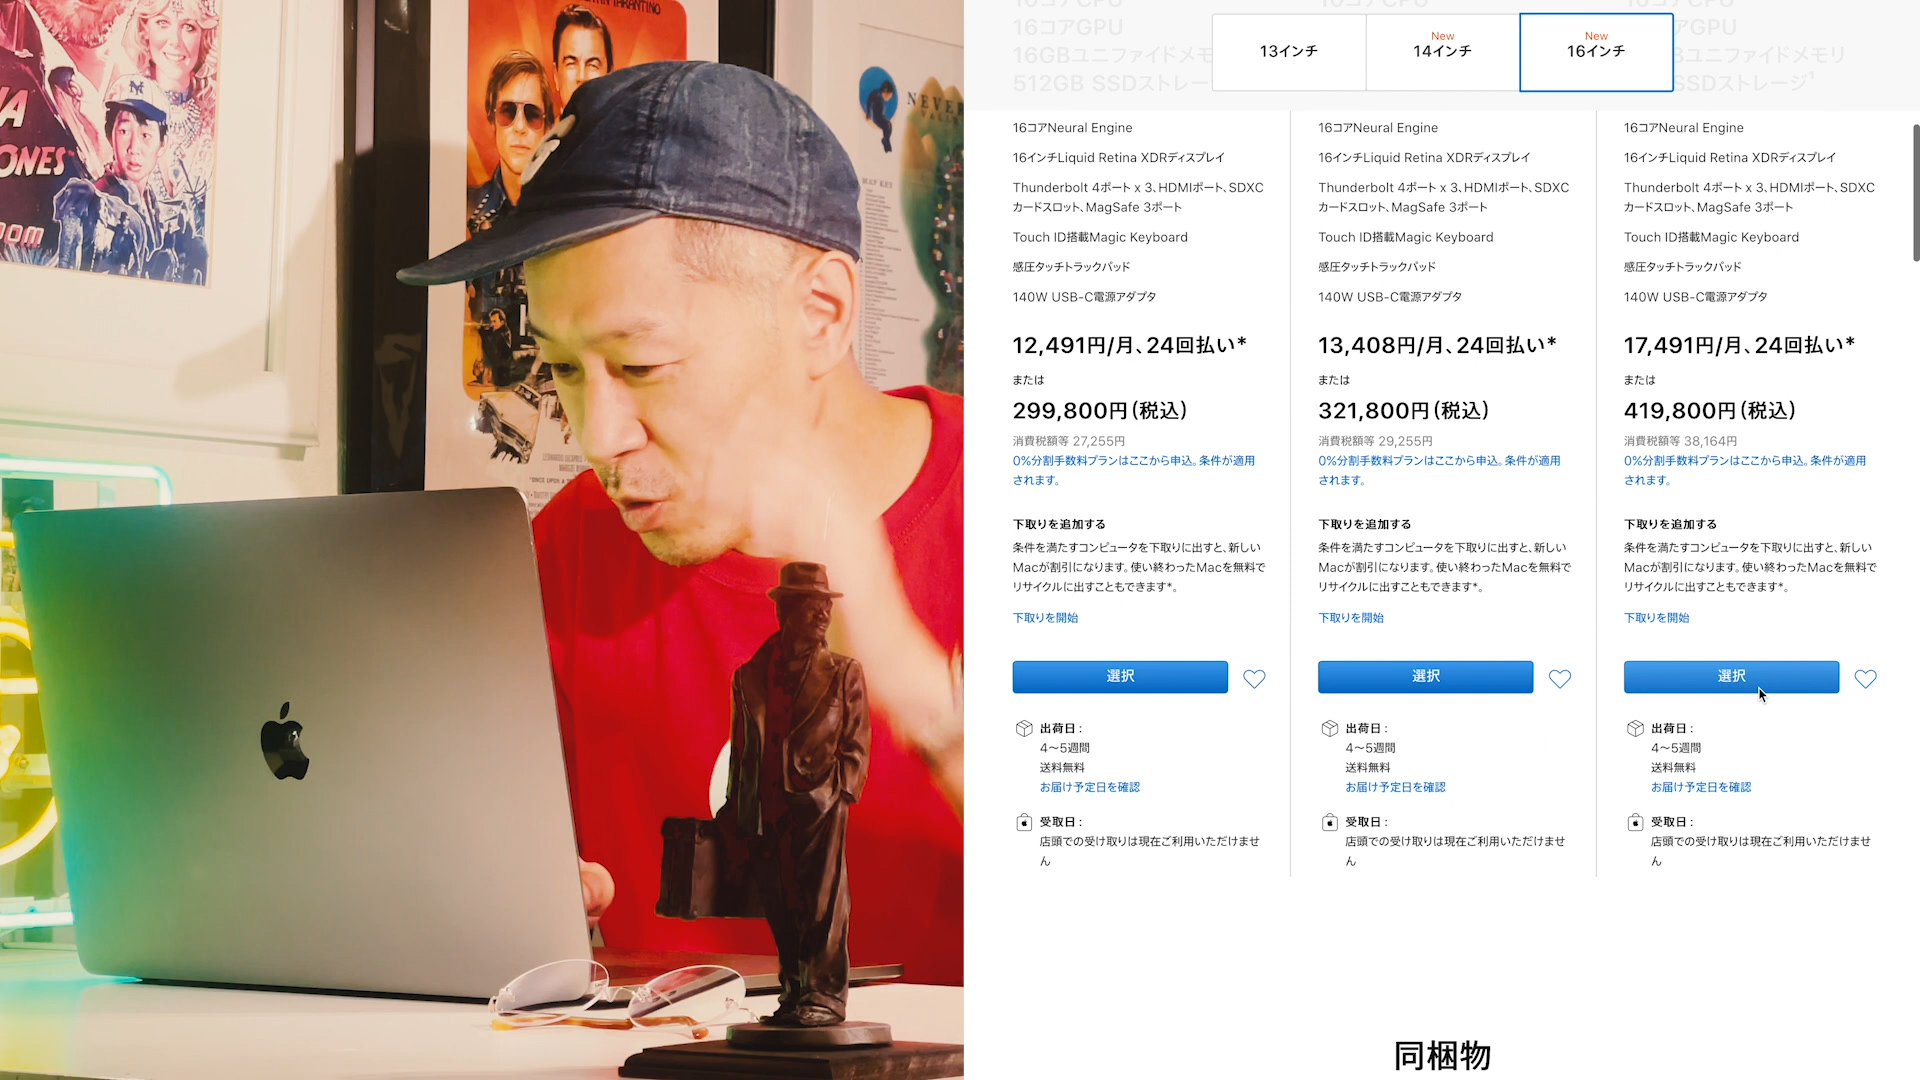 ONES
OOM
TARANTINO
NEVER
MAP KEY
16コアGPU
16GBユニファイドメモ
512GB SSDストレー
10コアCPU
コアGPU
ユニファイドメモリ
SSDストレージ¹
13インチ
New
14インチ
New
16インチ
16コアNeural Engine
16インチLiquid Retina XDRディスプレイ
Thunderbolt 4ポート x 3、HDMIポート、SDXC
カードスロット、MagSafe 3ポート
Touch ID搭載Magic Keyboard
感圧タッチトラックパッド
140W USB-C電源アダプタ
12,491円/月、24回払い*
または
299,800円(税込)
消費税額等 27,255円
0%分割手数料プランはここから申込。条件が適用
されます。
下取りを追加する
条件を満たすコンピュータを下取りに出すと、新しい
Macが割引になります。使い終わったMacを無料で
リサイクルに出すこともできます*。
下取りを開始
選択
出荷日:
4〜5週間
送料無料
お届け予定日を確認
受取日:
店頭での受け取りは現在ご利用いただけませ
ん
16コアNeural Engine
16インチLiquid Retina XDRディスプレイ
Thunderbolt 4ポート x 3、HDMIポート、SDXC
カードスロット、MagSafe 3ポート
Touch ID搭載Magic Keyboard
感圧タッチトラックパッド
140W USB-C電源アダプタ
13,408円/月、24回払い*
または
321,800円(税込)
消費税額等 29,255円
0%分割手数料プランはここから申込。条件が適用
されます。
下取りを追加する
条件を満たすコンピュータを下取りに出すと、新しい
Macが割引になります。使い終わったMacを無料で
リサイクルに出すこともできます*。
下取りを開始
選択
出荷日:
4〜5週間
送料無料
お届け予定日を確認
受取日:
店頭での受け取りは現在ご利用いただけませ
ん
16コアNeural Engine
16インチLiquid Retina XDRディスプレイ
Thunderbolt 4ポート x 3、HDMIポート、SDXC
カードスロット、MagSafe 3ポート
Touch ID搭載Magic Keyboard
感圧タッチトラックパッド
140W USB-C電源アダプタ
17,491円/月、24回払い*
または
419,800円(税込)
消費税額等 38,164円
0%分割手数料プランはここから申込。条件が適用
されます。
下取りを追加する
条件を満たすコンピュータを下取りに出すと、新しい
Macが割引になります。使い終わったMacを無料で
リサイクルに出すこともできます*。
下取りを開始
選択
出荷日:
4〜5週間
送料無料
お届け予定日を確認
受取日:
店頭での受け取りは現在ご利用いただけませ
ん
同梱物